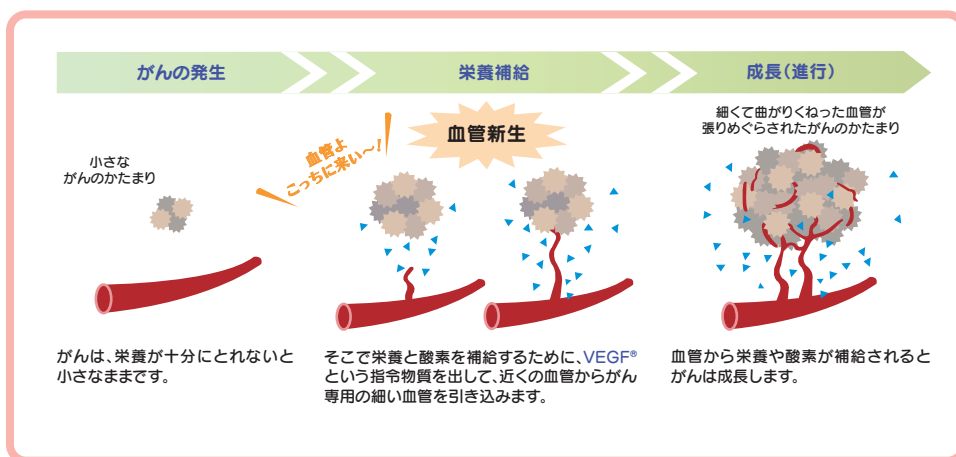 がんの発生
栄養補給
成長(進行)
小さな
がんのかたまり
血管よ
こっちに来い〜!
血管新生
細くて曲がりくねった血管が
張りめぐらされたがんのかたまり
がんは、栄養が十分にとれないと
小さなままです。
そこで栄養と酸素を補給するために、VEGF®
という指令物質を出して、近くの血管からがん
専用の細い血管を引き込みます。
血管から栄養や酸素が補給されると
がんは成長します。